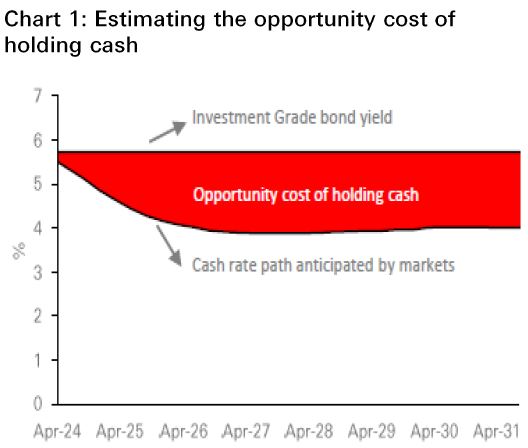 Chart 1: Estimating the opportunity cost of
holding cash
7
Investment Grade bond yield
6
5
Opportunity cost of holding cash
4
Cash rate path anticipated by markets
%
3
2
1
0
Apr-24 Apr-25 Apr-26 Apr-27 Apr-28 Apr-29 Apr-30 Apr-31